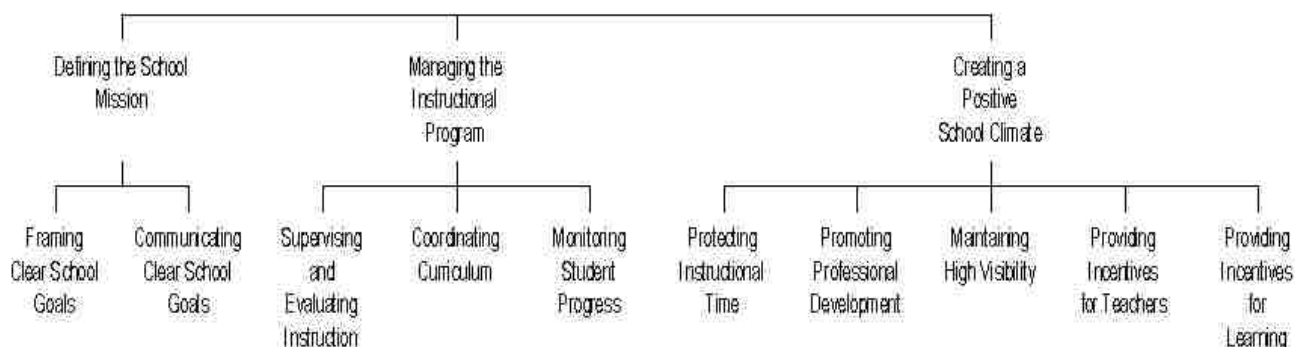 Defining the School
Mission
Managing the
Instructional
Program
Creating a
Positive
School Climate
Framing
Clear School
Goals
Communicating
Clear School
Goals
Supervising
and
Evaluating
Instruction
Coordinating
Curriculum
Monitoring
Student
Progress
Protecting
Instructional
Time
Promoting
Professional
Development
Maintaining
High Visibility
Providing
Incentives
for Teachers
Providing
Incentives
for
Learning